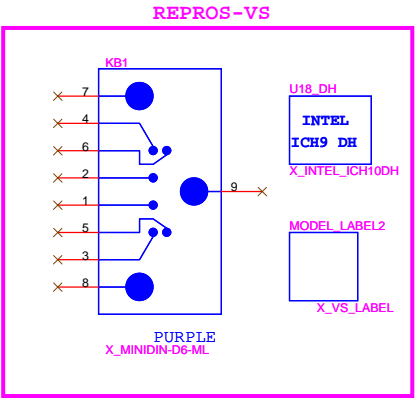 REPROS-VS
KB1
7
4
6
2
1
5
3
8
9
PURPLE
X_MINIDIN-D6-ML
U18_DH
INTEL
ICH9 DH
X_INTEL_ICH10DH
MODEL_LABEL2
X_VS_LABEL